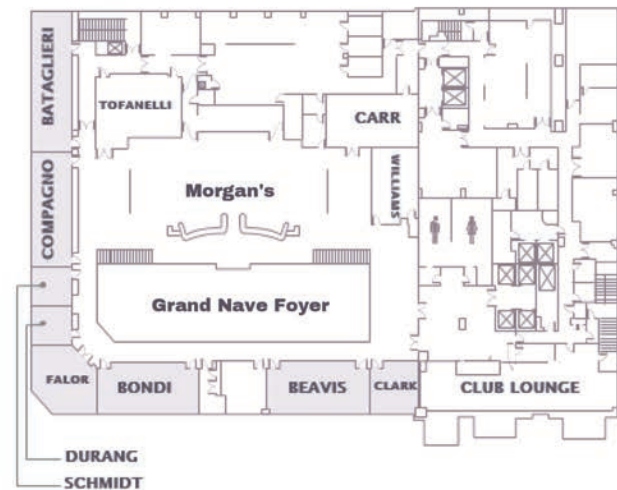 BATAGLIERI
TOFANELLI
CARR
COMPAGNO
WILLIAMS
Morgan's
Grand Nave Foyer
FALOR
BONDI
BEAVIS
CLARK
CLUB LOUNGE
DURANG
SCHMIDT